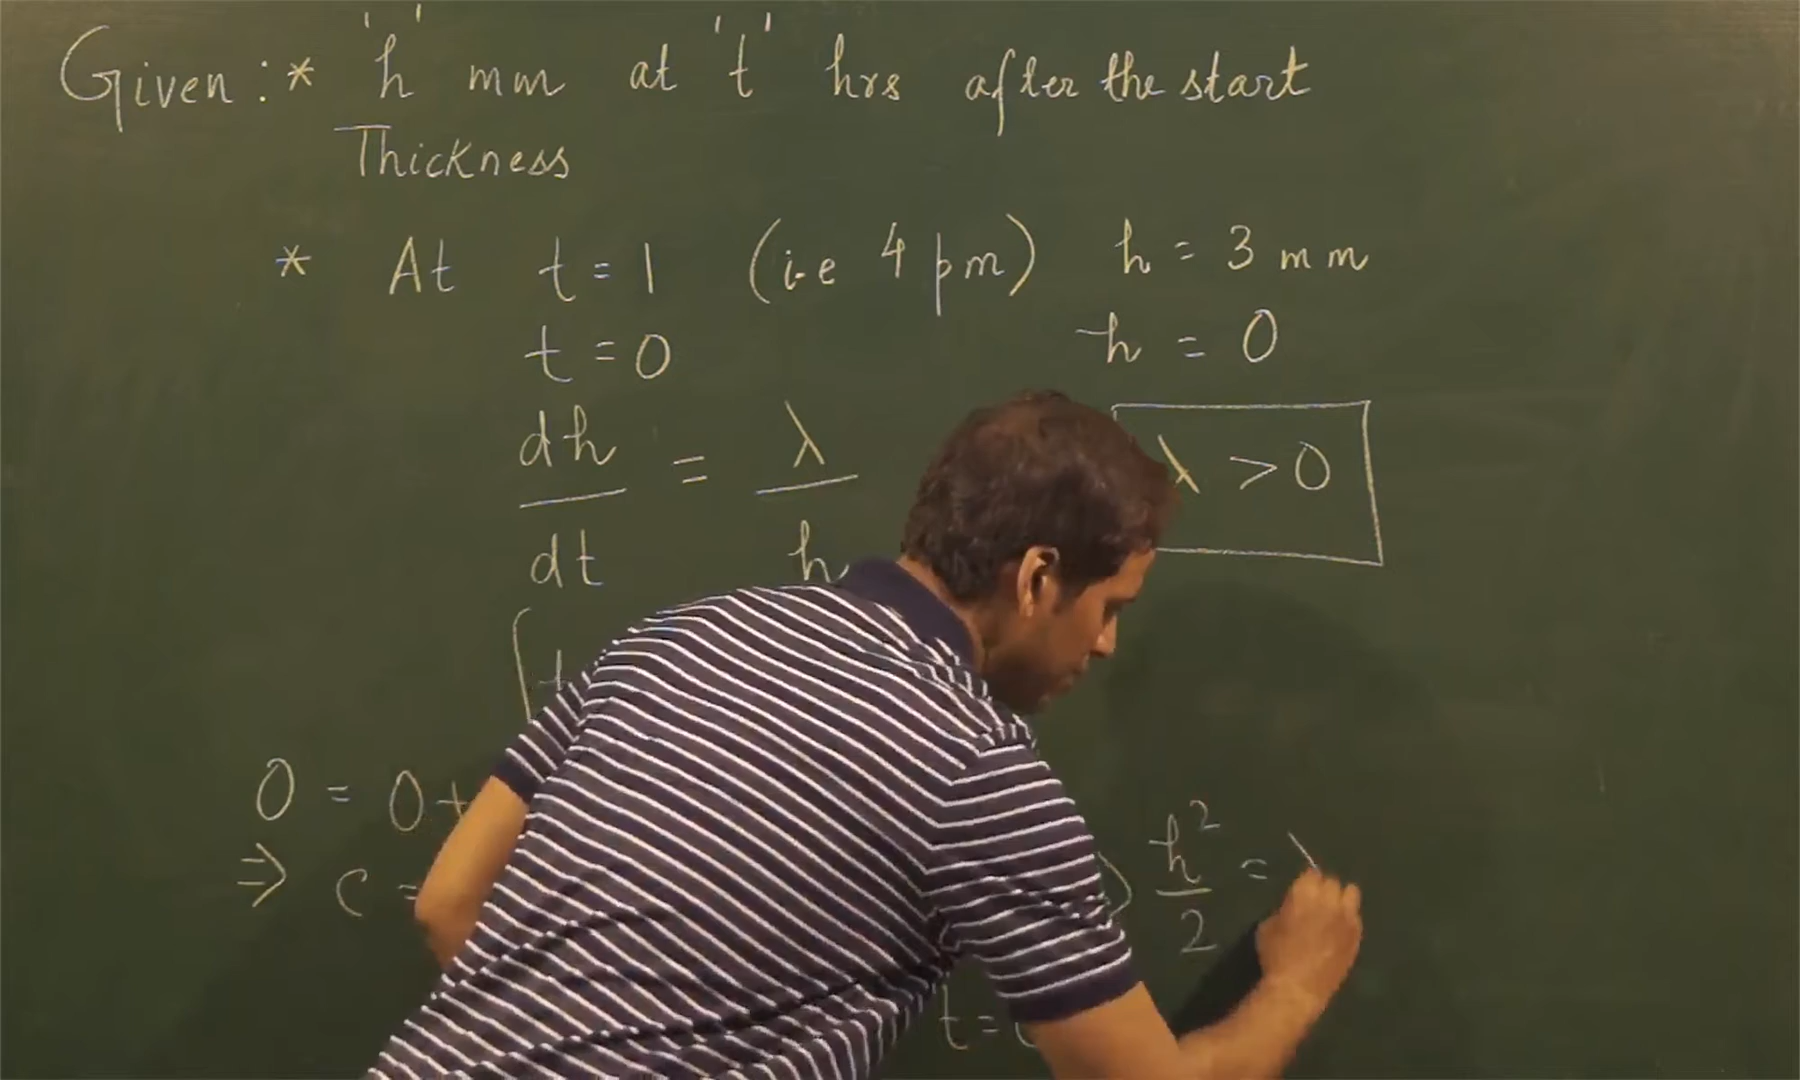 Given : * 'h' mm at 't' hrs after the start
Thickness
* At t = 1 (i.e 4 pm) h = 3 mm
t = 0 h = 0
dh/dt = λ/h
λ > 0
0 = 0 +
⇒ c =
h²/2 = λ
t =